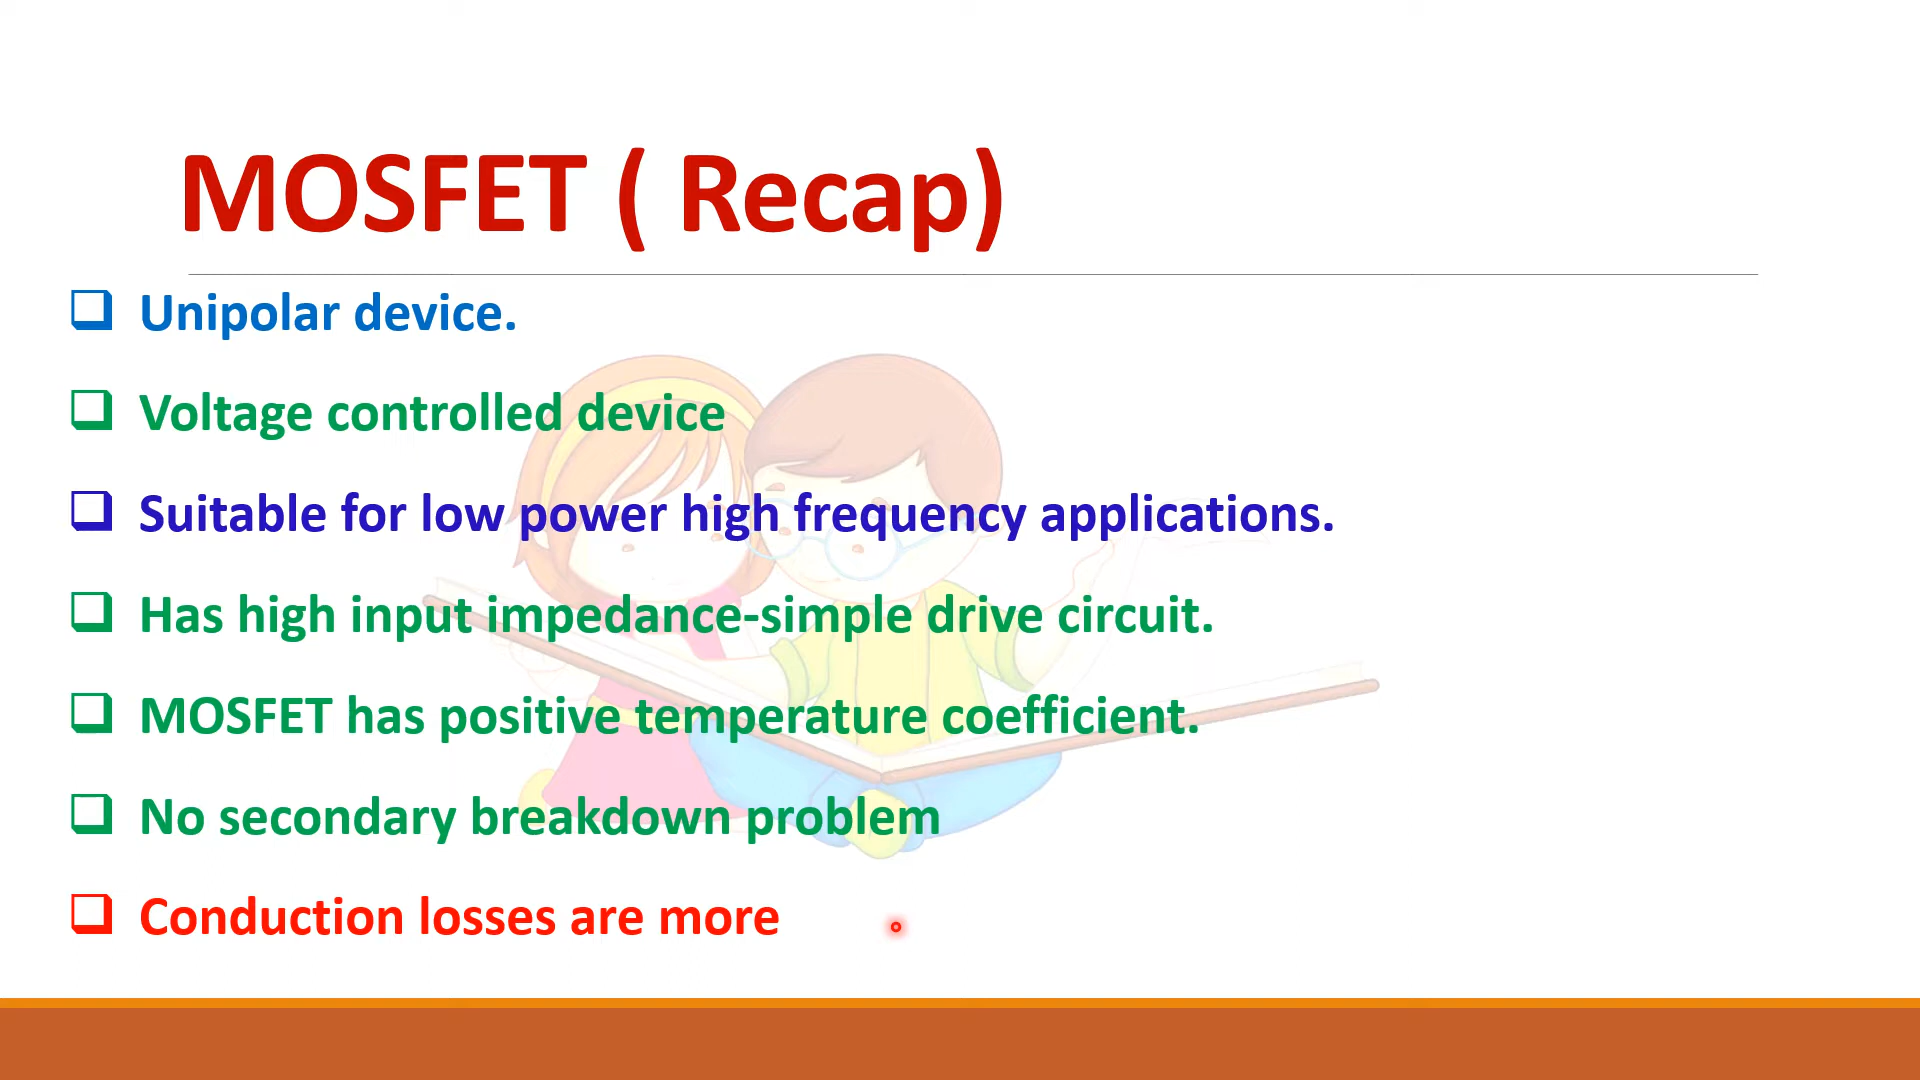 MOSFET ( Recap)
Unipolar device.
Voltage controlled device
Suitable for low power high frequency applications.
Has high input impedance-simple drive circuit.
MOSFET has positive temperature coefficient.
No secondary breakdown problem
Conduction losses are more